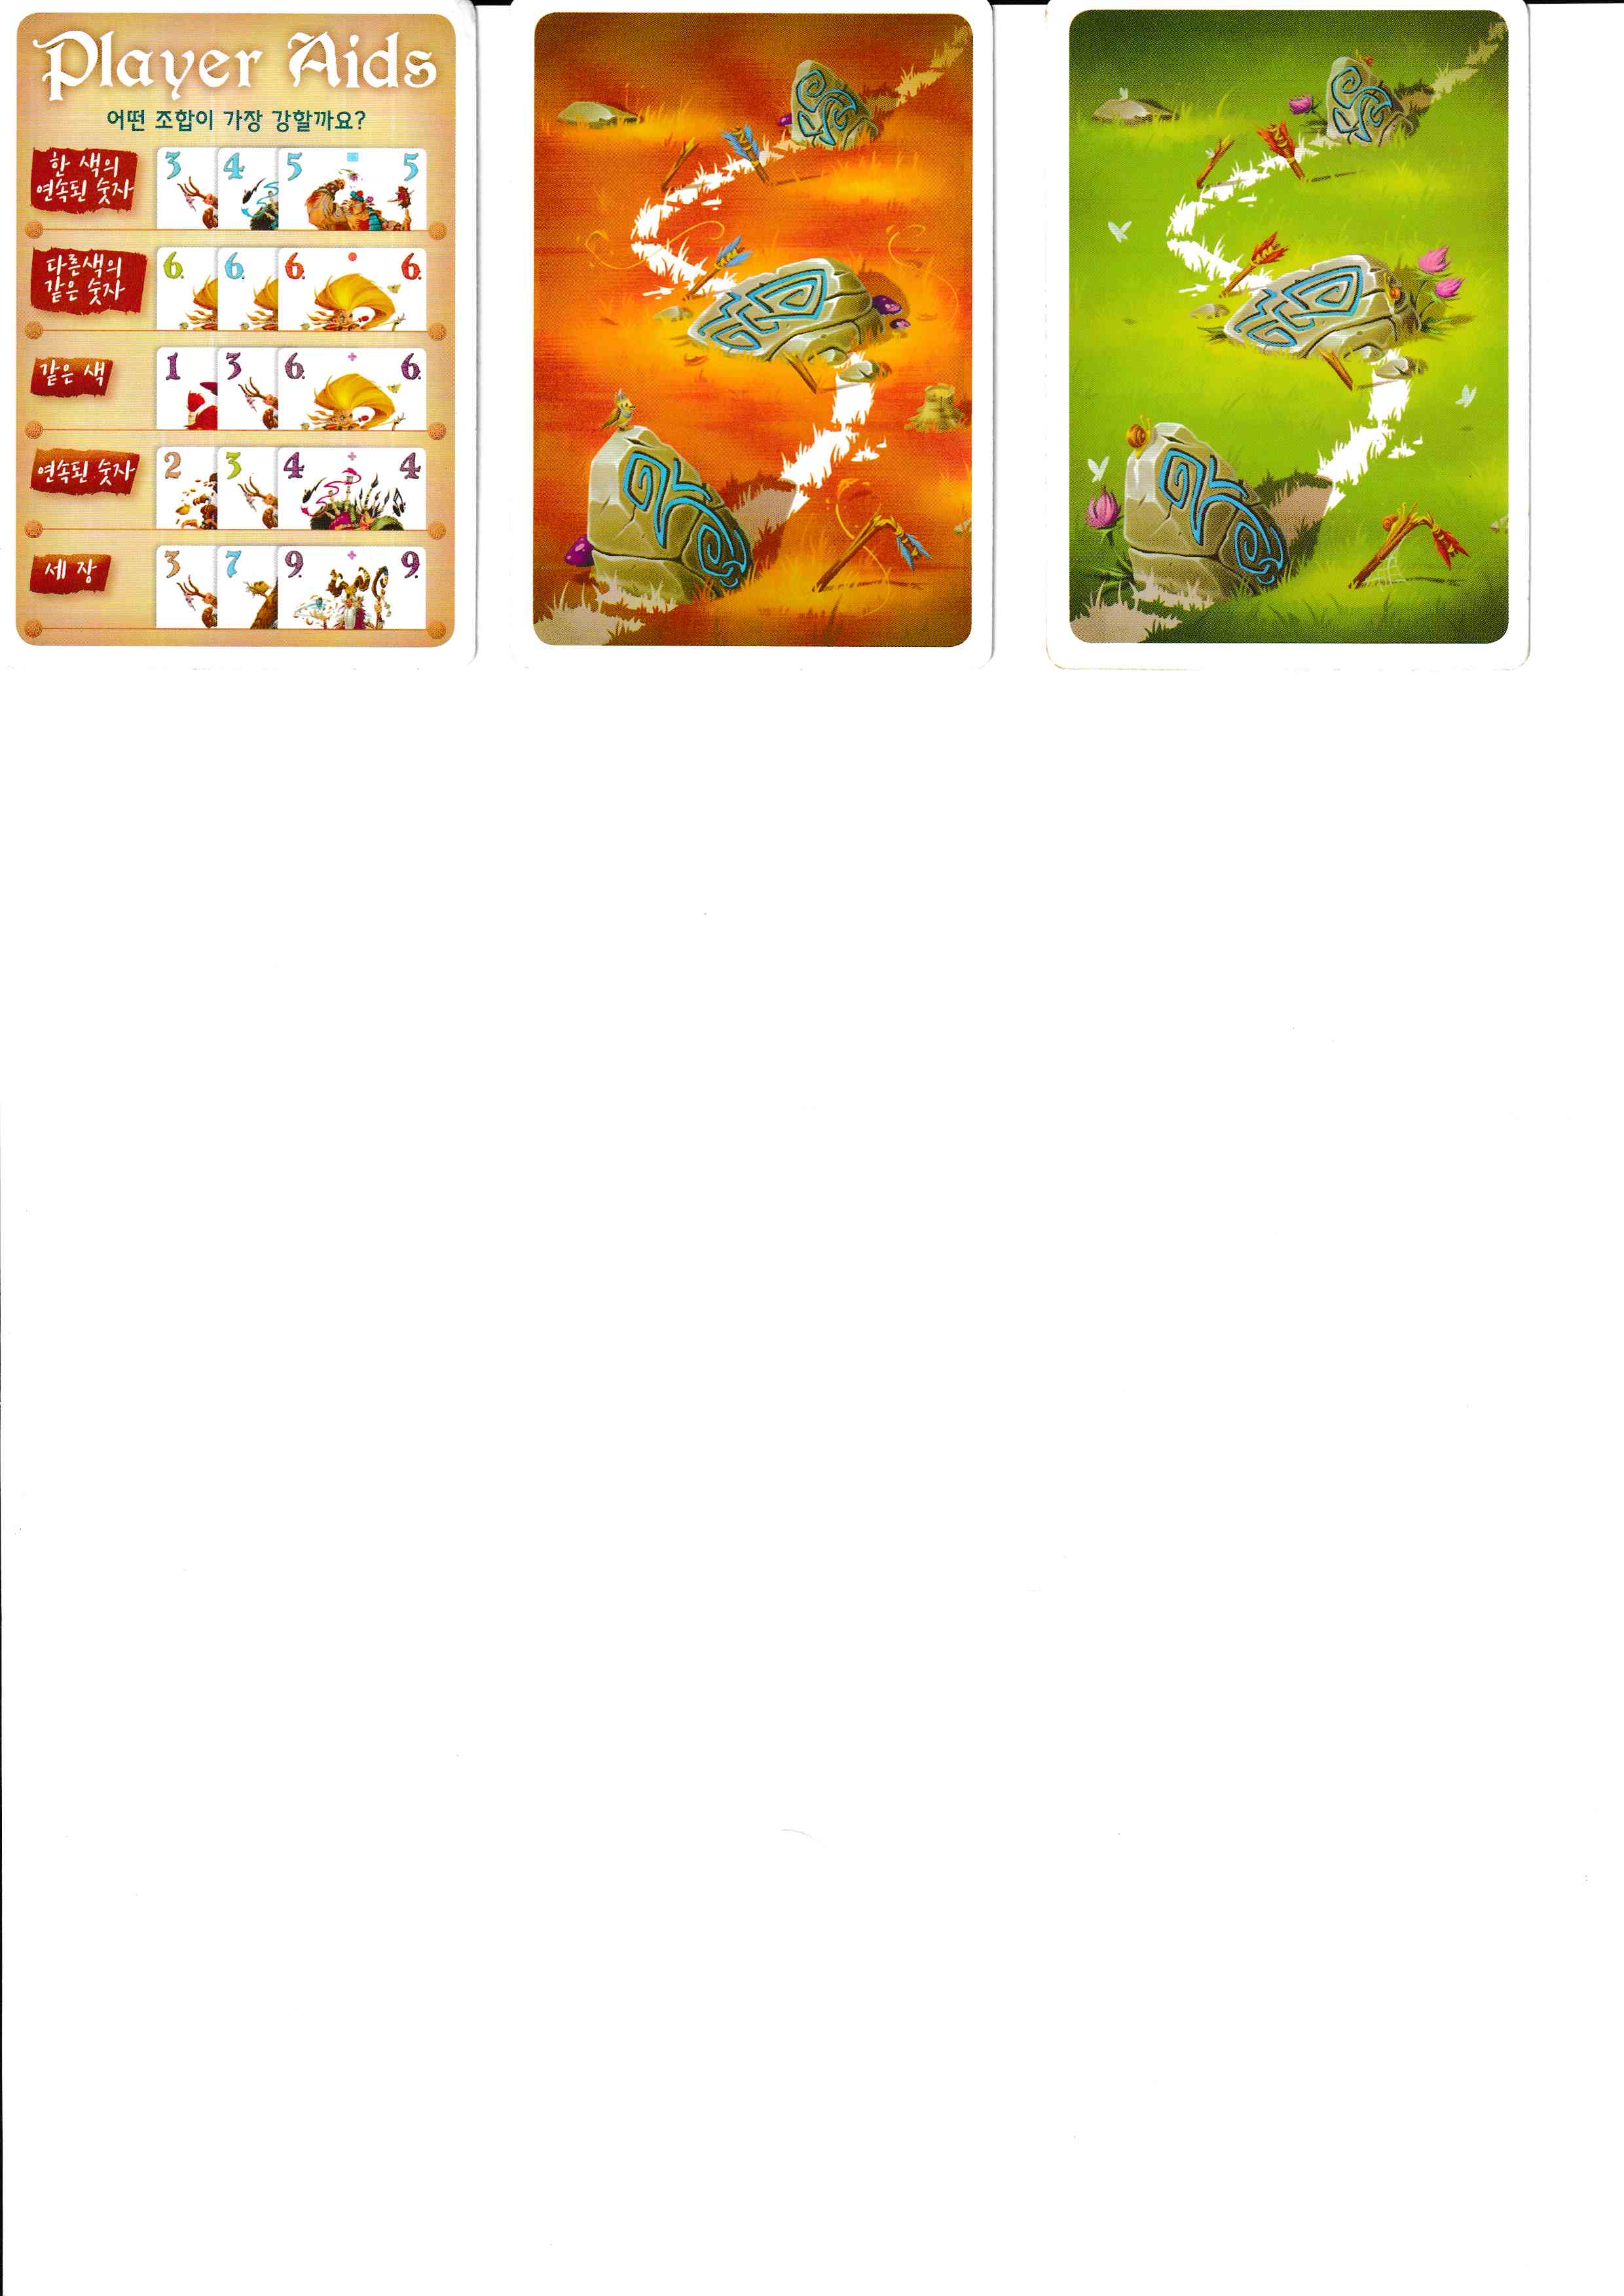 Player Aids
어떤 조합이 가장 강할까요?
한 색의
연속된 숫자
3 4 5 5
다른색의
같은 숫자
6. 6. 6. 6.
같은 색
1 3 6. 6.
연속된 숫자
2 3 4 4
세 장
3 7 9. 9.